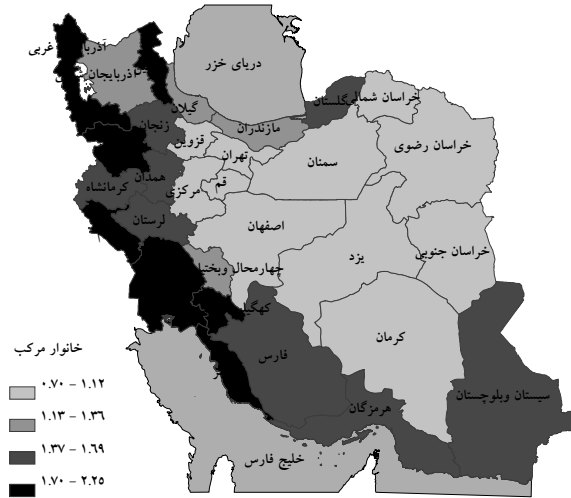 آذربایجان غربی
آذربایجان
دریای خزر
گیلان
گلستان
خراسان شمالی
زنجان
مازندران
خراسان رضوی
قزوین
تهران
سمنان
همدان
کرمانشاه
قم
مرکزی
لرستان
اصفهان
خراسان جنوبی
یزد
چهارمحال وبختیا
کهگیل
کرمان
فارس
سیستان وبلوچستان
هرمزگان
خلیج فارس
خانوار مرکب
۰.۷۰ - ۱.۱۲
۱.۱۳ - ۱.۳۶
۱.۳۷ - ۱.۶۹
۱.۷۰ - ۲.۲۵